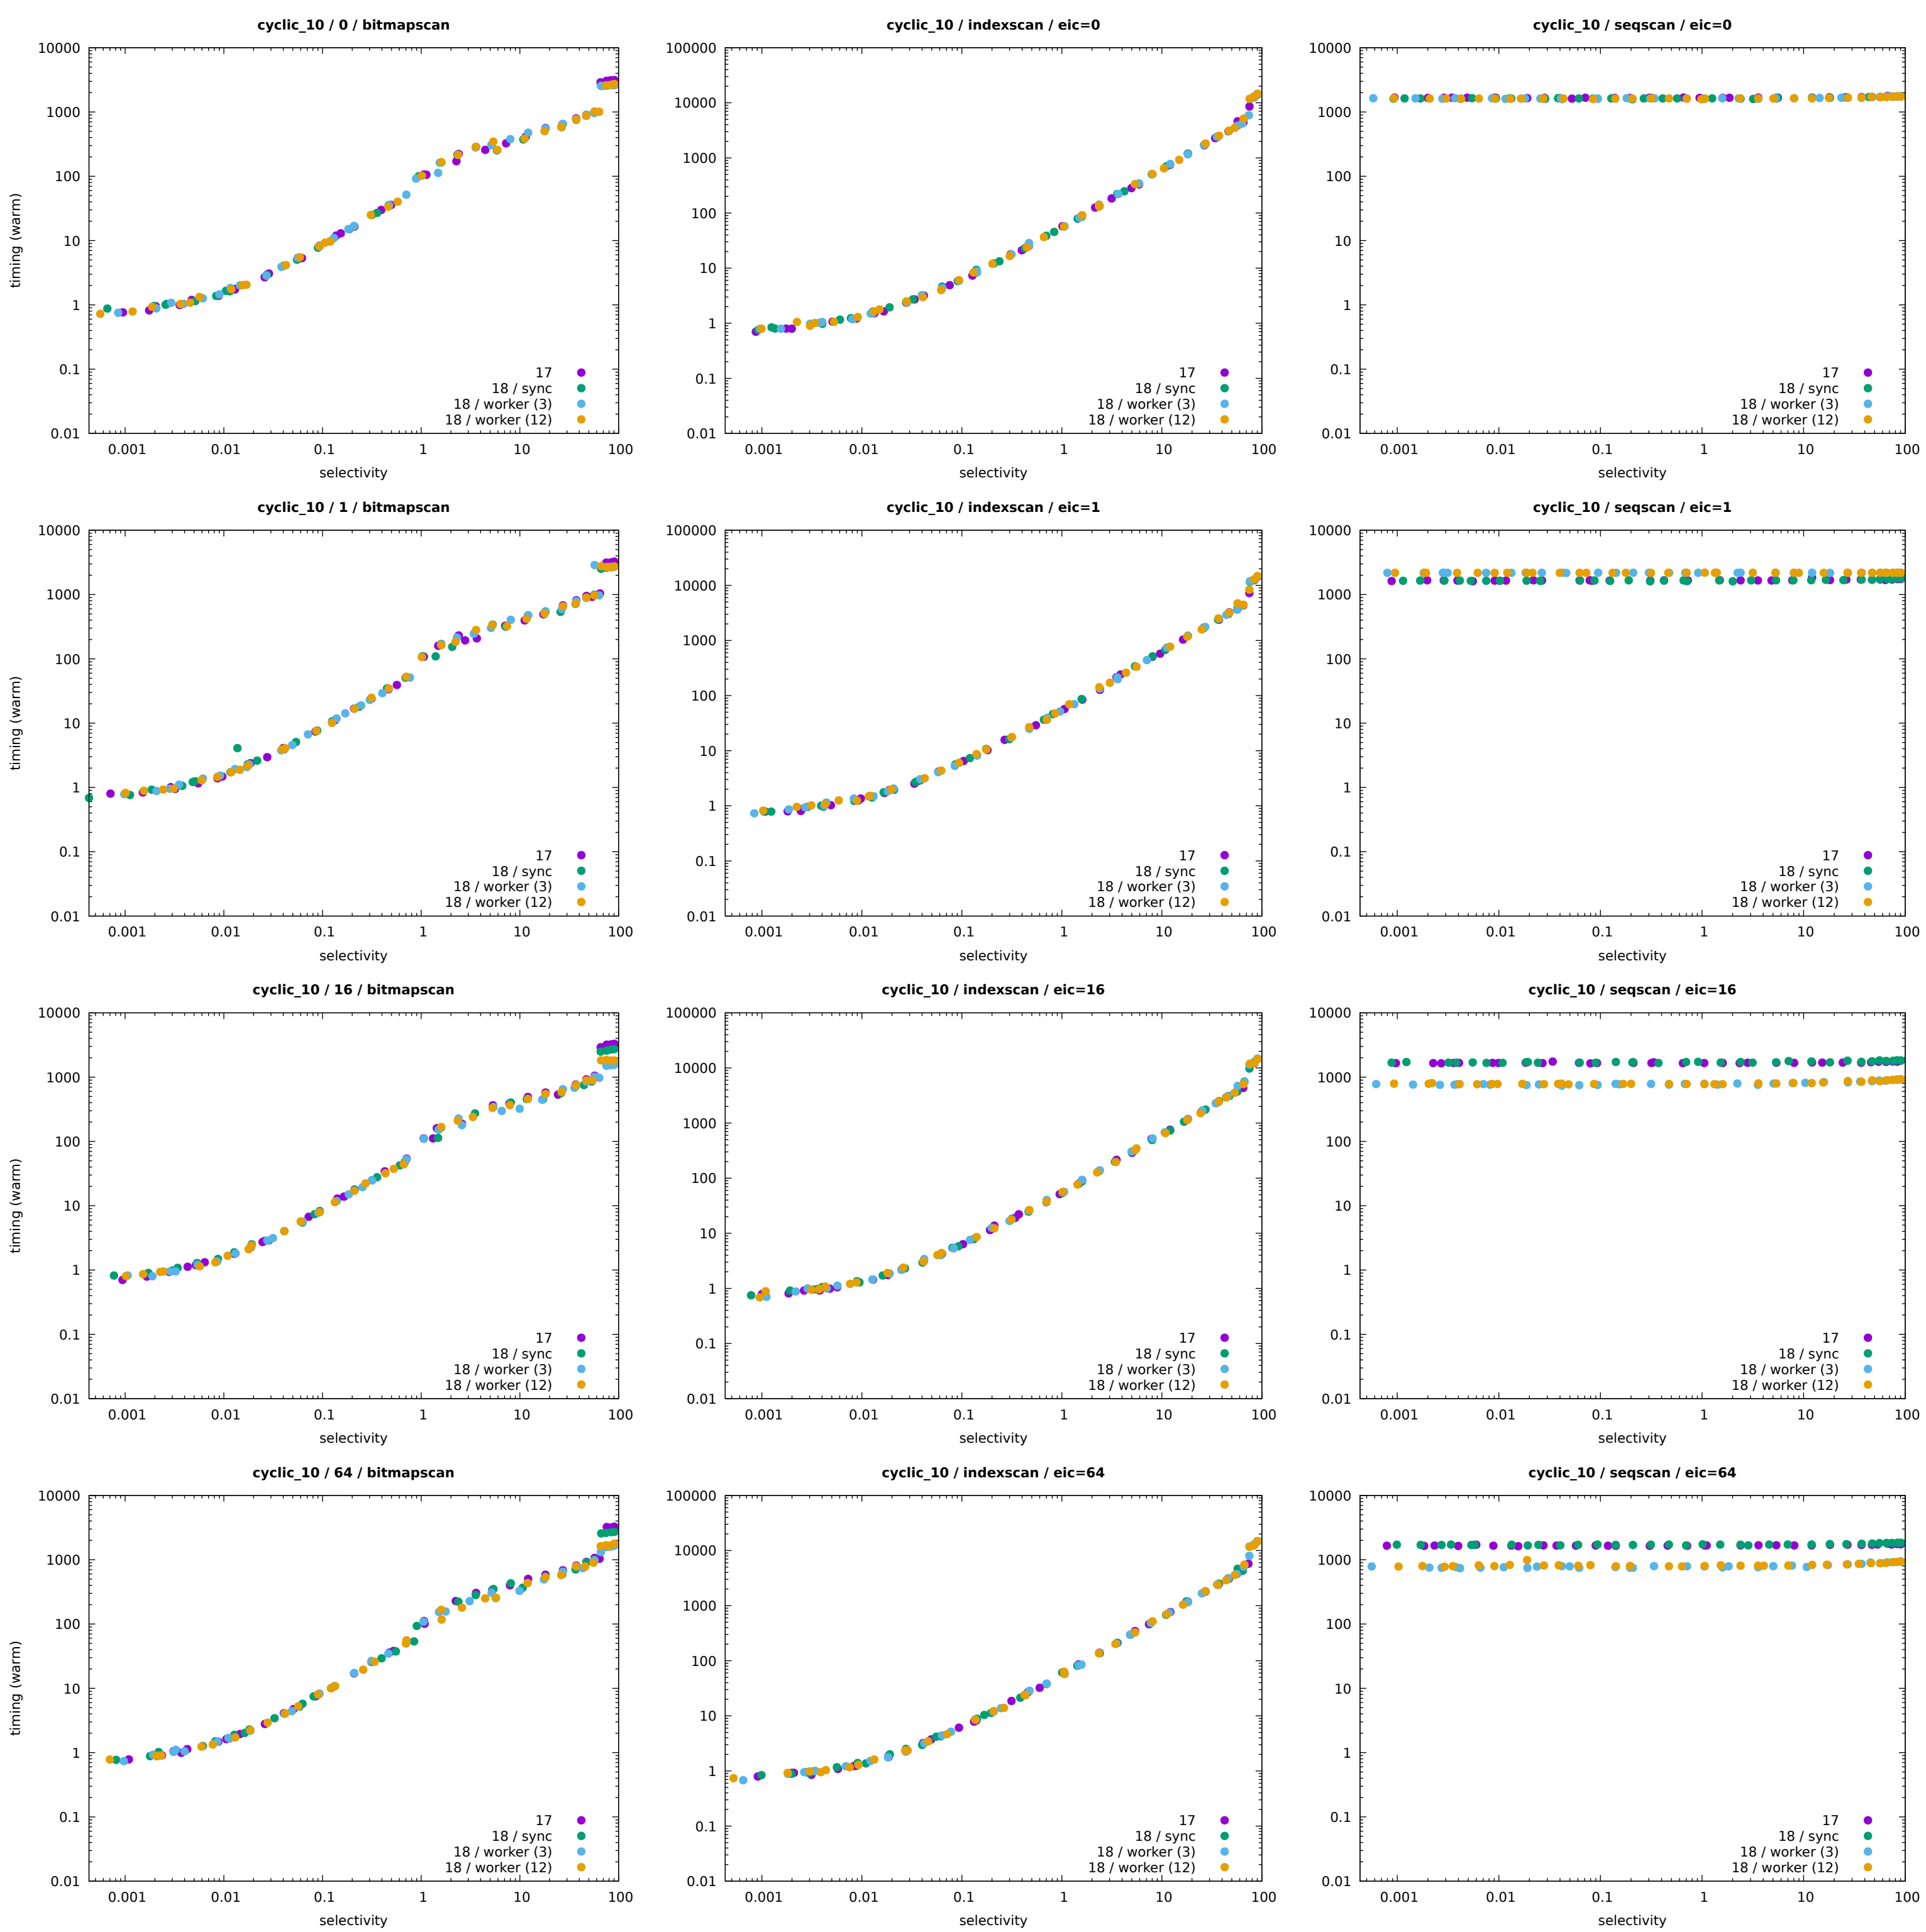 cyclic_10 / 0 / bitmapscan
10000
1000
100
10
1
0.1
0.01
timing (warm)
17
18 / sync
18 / worker (3)
18 / worker (12)
0.001 0.01 0.1 1 10 100
selectivity
cyclic_10 / indexscan / eic=0
100000
10000
1000
100
10
1
0.1
0.01
17
18 / sync
18 / worker (3)
18 / worker (12)
0.001 0.01 0.1 1 10 100
selectivity
cyclic_10 / seqscan / eic=0
10000
1000
100
10
1
0.1
0.01
17
18 / sync
18 / worker (3)
18 / worker (12)
0.001 0.01 0.1 1 10 100
selectivity
cyclic_10 / 1 / bitmapscan
10000
1000
100
10
1
0.1
0.01
timing (warm)
17
18 / sync
18 / worker (3)
18 / worker (12)
0.001 0.01 0.1 1 10 100
selectivity
cyclic_10 / indexscan / eic=1
100000
10000
1000
100
10
1
0.1
0.01
17
18 / sync
18 / worker (3)
18 / worker (12)
0.001 0.01 0.1 1 10 100
selectivity
cyclic_10 / seqscan / eic=1
10000
1000
100
10
1
0.1
0.01
17
18 / sync
18 / worker (3)
18 / worker (12)
0.001 0.01 0.1 1 10 100
selectivity
cyclic_10 / 16 / bitmapscan
10000
1000
100
10
1
0.1
0.01
timing (warm)
17
18 / sync
18 / worker (3)
18 / worker (12)
0.001 0.01 0.1 1 10 100
selectivity
cyclic_10 / indexscan / eic=16
100000
10000
1000
100
10
1
0.1
0.01
17
18 / sync
18 / worker (3)
18 / worker (12)
0.001 0.01 0.1 1 10 100
selectivity
cyclic_10 / seqscan / eic=16
10000
1000
100
10
1
0.1
0.01
17
18 / sync
18 / worker (3)
18 / worker (12)
0.001 0.01 0.1 1 10 100
selectivity
cyclic_10 / 64 / bitmapscan
10000
1000
100
10
1
0.1
0.01
timing (warm)
17
18 / sync
18 / worker (3)
18 / worker (12)
0.001 0.01 0.1 1 10 100
selectivity
cyclic_10 / indexscan / eic=64
100000
10000
1000
100
10
1
0.1
0.01
17
18 / sync
18 / worker (3)
18 / worker (12)
0.001 0.01 0.1 1 10 100
selectivity
cyclic_10 / seqscan / eic=64
10000
1000
100
10
1
0.1
0.01
17
18 / sync
18 / worker (3)
18 / worker (12)
0.001 0.01 0.1 1 10 100
selectivity